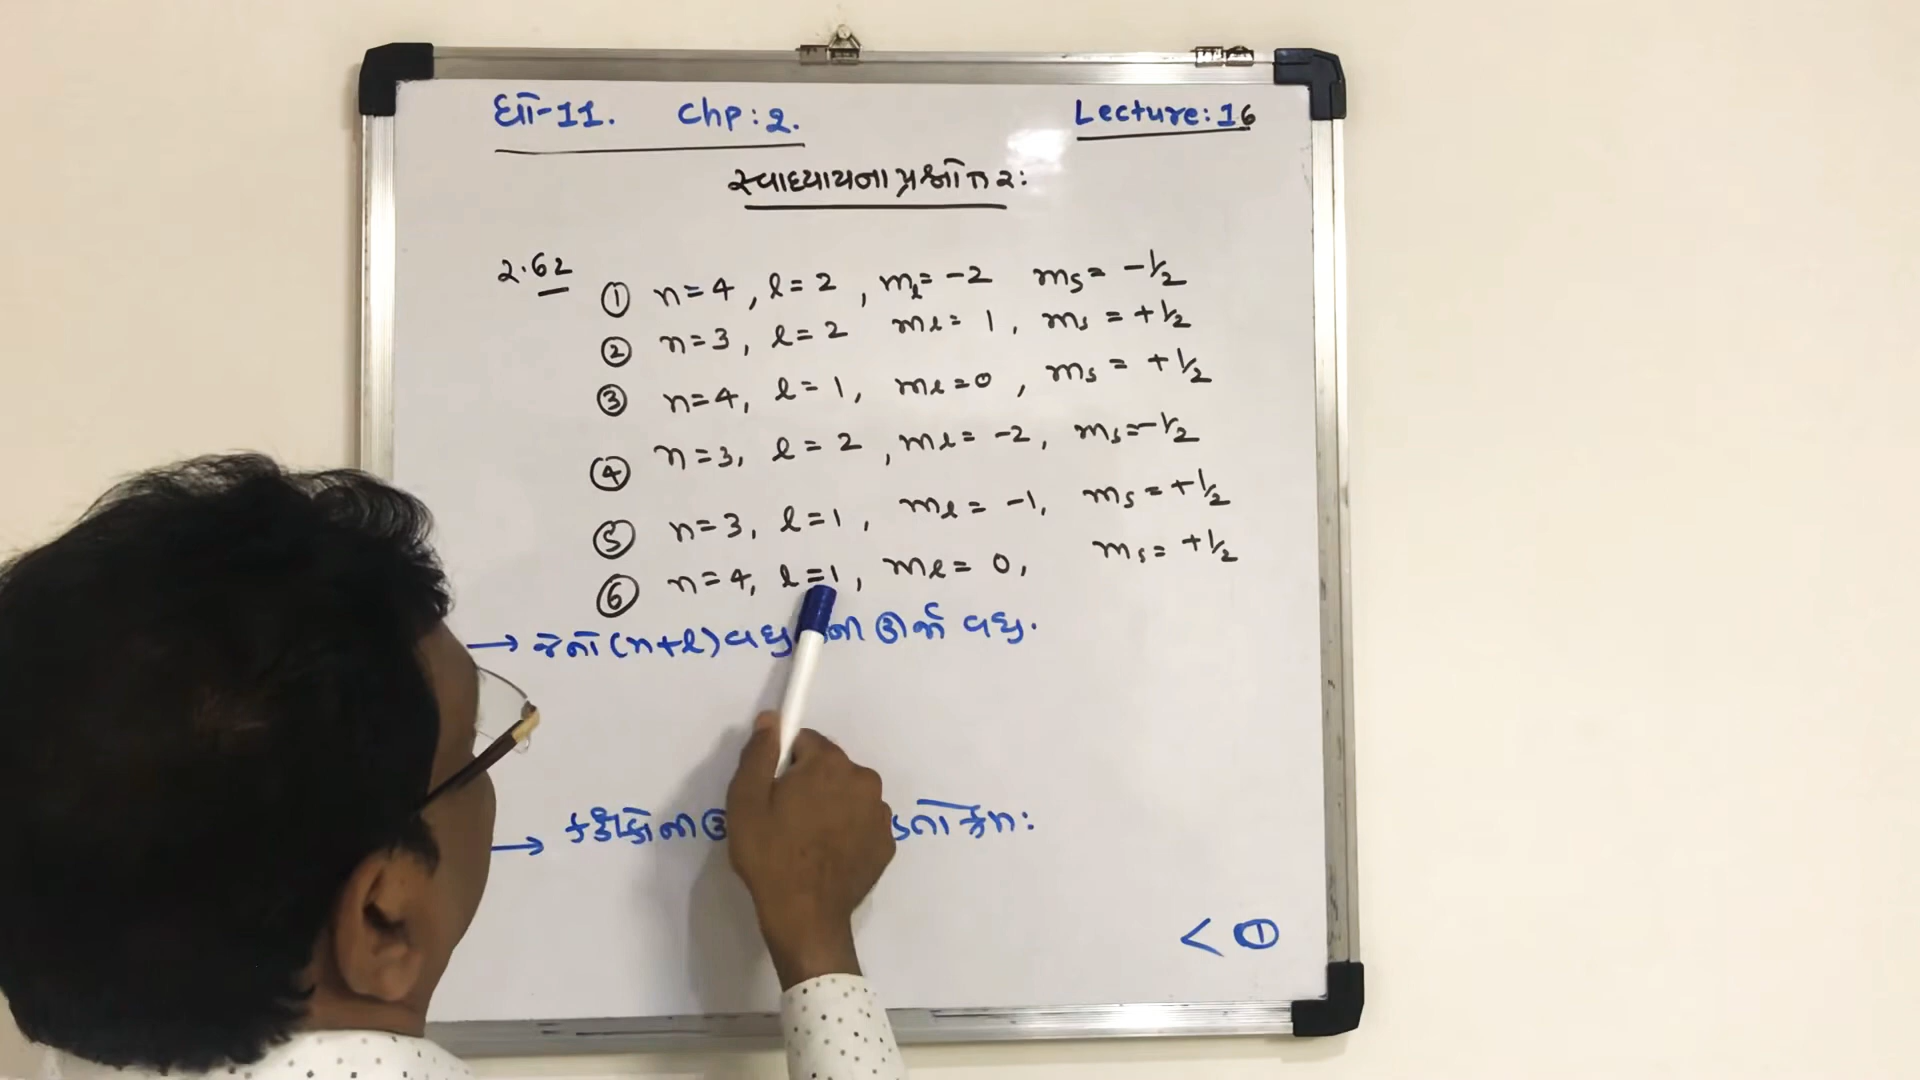 ધો-11. Chp: 2. Lecture: 16
સ્વાધ્યાયના પ્રશ્નોત્તર:
2.62
① n=4, l=2, ml=-2 ms=-1/2
② n=3, l=2 ml=1, ms=+1/2
③ n=4, l=1, ml=0, ms=+1/2
④ n=3, l=2, ml=-2, ms=-1/2
⑤ n=3, l=1, ml=-1, ms=+1/2
⑥ n=4, l=1, ml=0, ms=+1/2
→ જેનો (n+l) વધુ ઊર્જા વધુ.
→ કક્ષકોના ક્રમ:
< ①